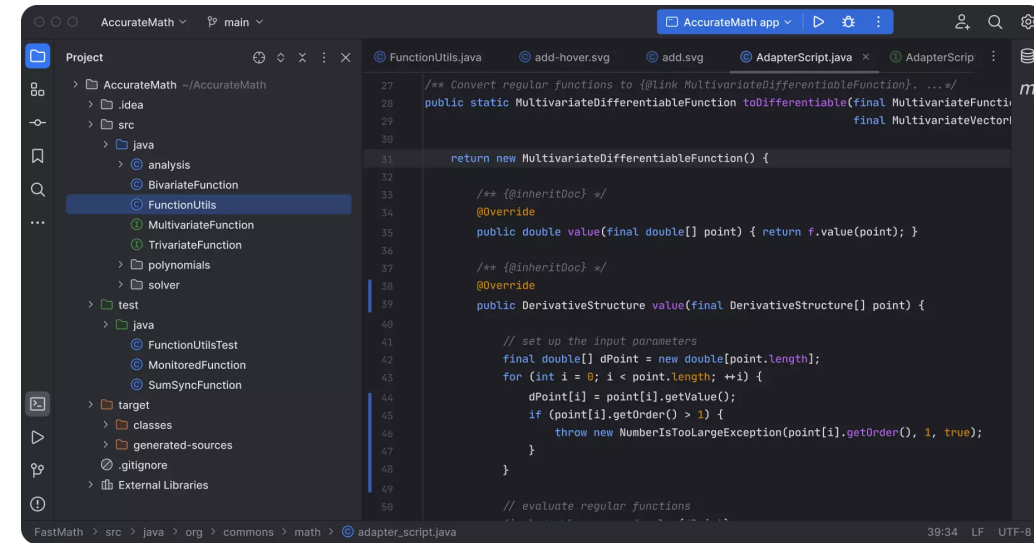 AccurateMath
main
AccurateMath app
Project
AccurateMath ~/AccurateMath
.idea
src
java
analysis
BivariateFunction
FunctionUtils
MultivariateFunction
TrivariateFunction
polynomials
solver
test
java
FunctionUtilsTest
MonitoredFunction
SumSyncFunction
target
classes
generated-sources
.gitignore
External Libraries
FunctionUtils.java
add-hover.svg
add.svg
AdapterScript.java
AdapterScrip
m
27 /** Convert regular functions to {@link MultivariateDifferentiableFunction}. ...*/
28 public static MultivariateDifferentiableFunction toDifferentiable(final MultivariateFuncti
29 final MultivariateVector
30
31 return new MultivariateDifferentiableFunction() {
32
33 /** {@inheritDoc} */
34 @Override
35 public double value(final double[] point) { return f.value(point); }
36
37 /** {@inheritDoc} */
38 @Override
39 public DerivativeStructure value(final DerivativeStructure[] point) {
40
41 // set up the input parameters
42 final double[] dPoint = new double[point.length];
43 for (int i = 0; i < point.length; ++i) {
44 dPoint[i] = point[i].getValue();
45 if (point[i].getOrder() > 1) {
46 throw new NumberIsTooLargeException(point[i].getOrder(), 1, true);
47 }
48 }
49
50 // evaluate regular functions
FastMath > src > java > org > commons > math > adapter_script.java
39:34 LF UTF-8